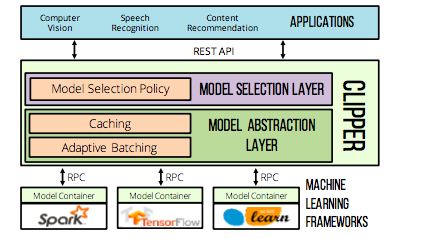 Computer Vision
Speech Recognition
Content Recommendation
APPLICATIONS
REST API
Model Selection Policy
MODEL SELECTION LAYER
Caching
Adaptive Batching
MODEL ABSTRACTION LAYER
CLIPPER
RPC
RPC
RPC
Model Container
Model Container
Model Container
Spark
TensorFlow
learn
MACHINE
LEARNING
FRAMEWORKS